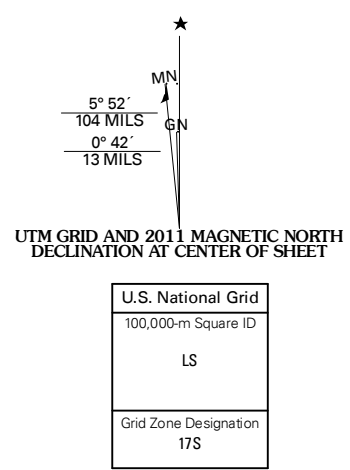 MN.
5° 52´
104 MILS
GN
0° 42´
13 MILS
UTM GRID AND 2011 MAGNETIC NORTH
DECLINATION AT CENTER OF SHEET
U.S. National Grid
100,000-m Square ID
LS
Grid Zone Designation
17S